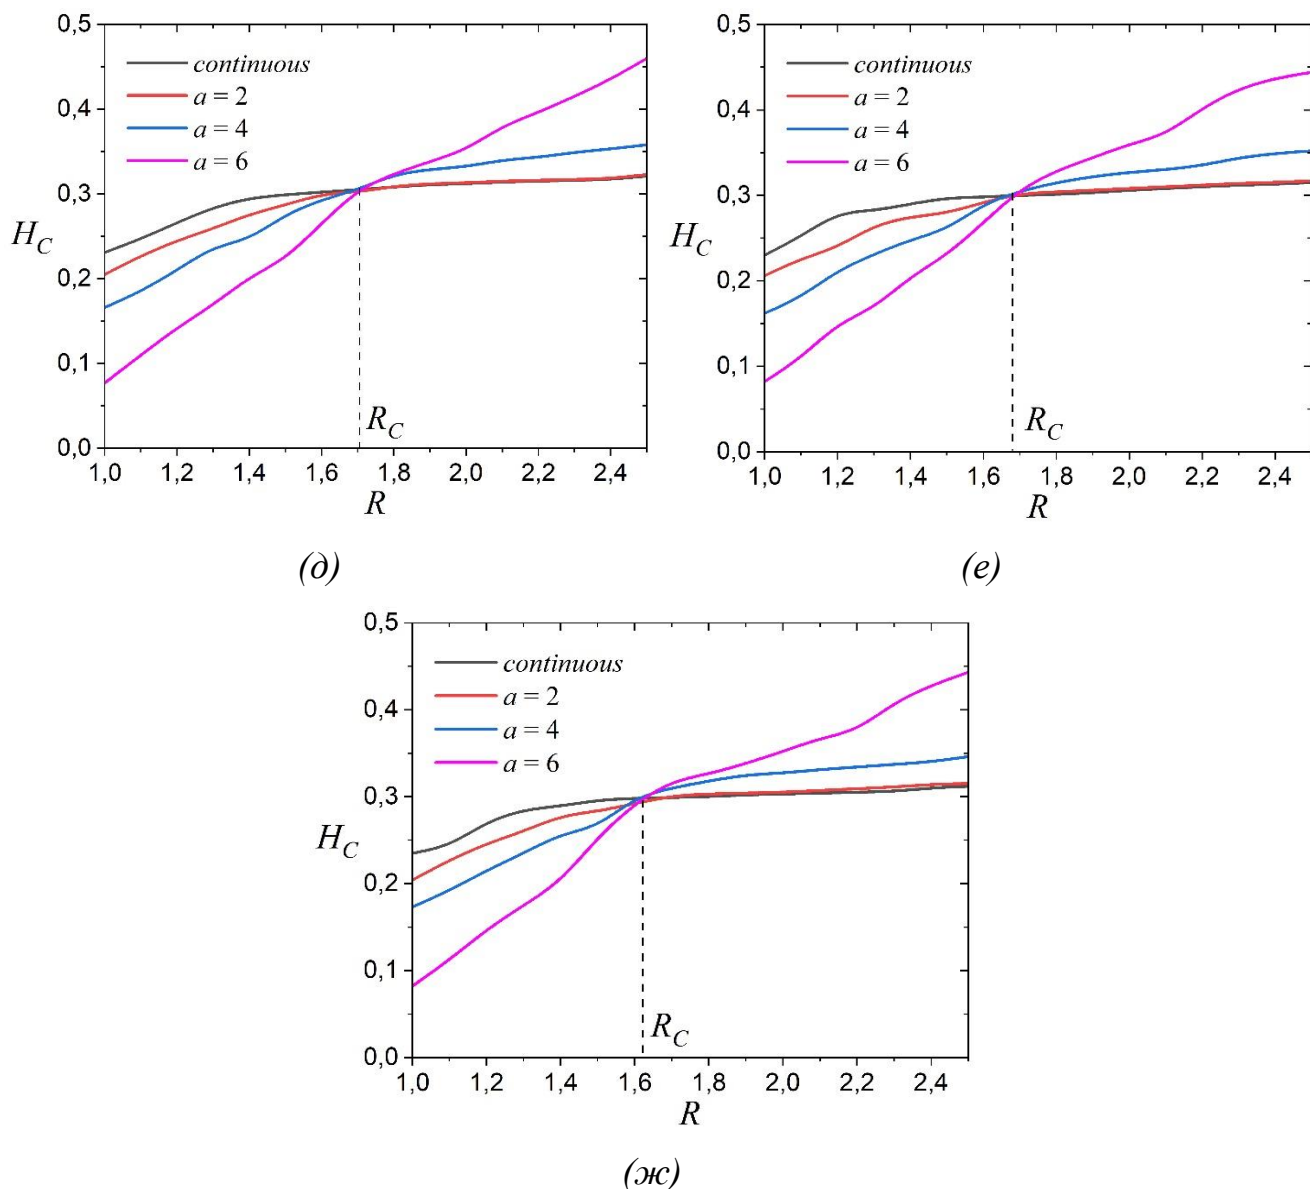 0,5
continuous
a = 2
0,4
a = 4
a = 6
0,3
H_C
0,2
0,1
R_C
0,0
1,0 1,2 1,4 1,6 1,8 2,0 2,2 2,4
R
(д)
0,5
continuous
a = 2
0,4
a = 4
a = 6
0,3
H_C
0,2
0,1
R_C
0,0
1,0 1,2 1,4 1,6 1,8 2,0 2,2 2,4
R
(е)
0,5
continuous
a = 2
0,4
a = 4
a = 6
0,3
H_C
0,2
0,1
R_C
0,0
1,0 1,2 1,4 1,6 1,8 2,0 2,2 2,4
R
(ж)